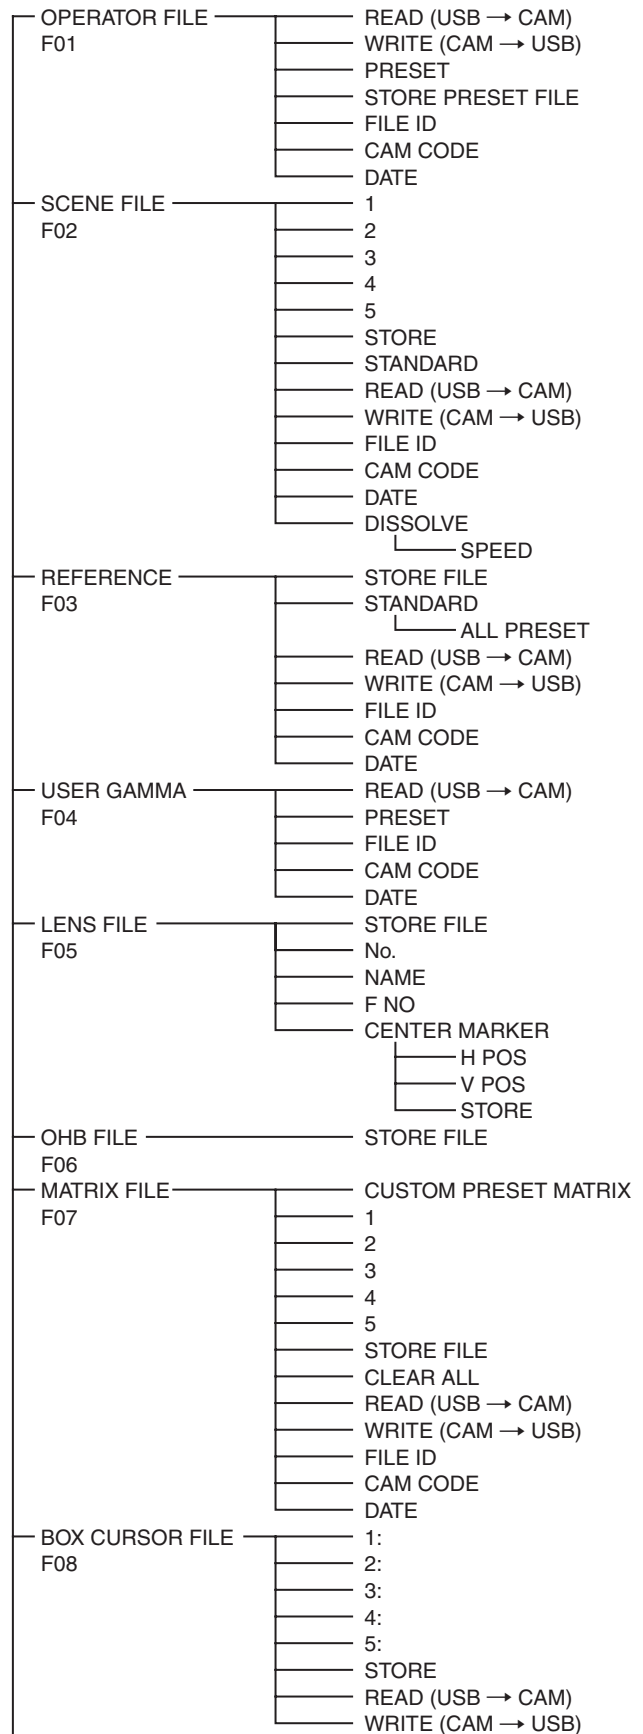 OPERATOR FILE READ (USB → CAM)
F01 WRITE (CAM → USB)
PRESET
STORE PRESET FILE
FILE ID
CAM CODE
DATE
SCENE FILE 1
F02 2
3
4
5
STORE
STANDARD
READ (USB → CAM)
WRITE (CAM → USB)
FILE ID
CAM CODE
DATE
DISSOLVE
SPEED
REFERENCE STORE FILE
F03 STANDARD
ALL PRESET
READ (USB → CAM)
WRITE (CAM → USB)
FILE ID
CAM CODE
DATE
USER GAMMA READ (USB → CAM)
F04 PRESET
FILE ID
CAM CODE
DATE
LENS FILE STORE FILE
F05 No.
NAME
F NO
CENTER MARKER
H POS
V POS
STORE
OHB FILE STORE FILE
F06
MATRIX FILE CUSTOM PRESET MATRIX
F07 1
2
3
4
5
STORE FILE
CLEAR ALL
READ (USB → CAM)
WRITE (CAM → USB)
FILE ID
CAM CODE
DATE
BOX CURSOR FILE 1:
F08 2:
3:
4:
5:
STORE
READ (USB → CAM)
WRITE (CAM → USB)